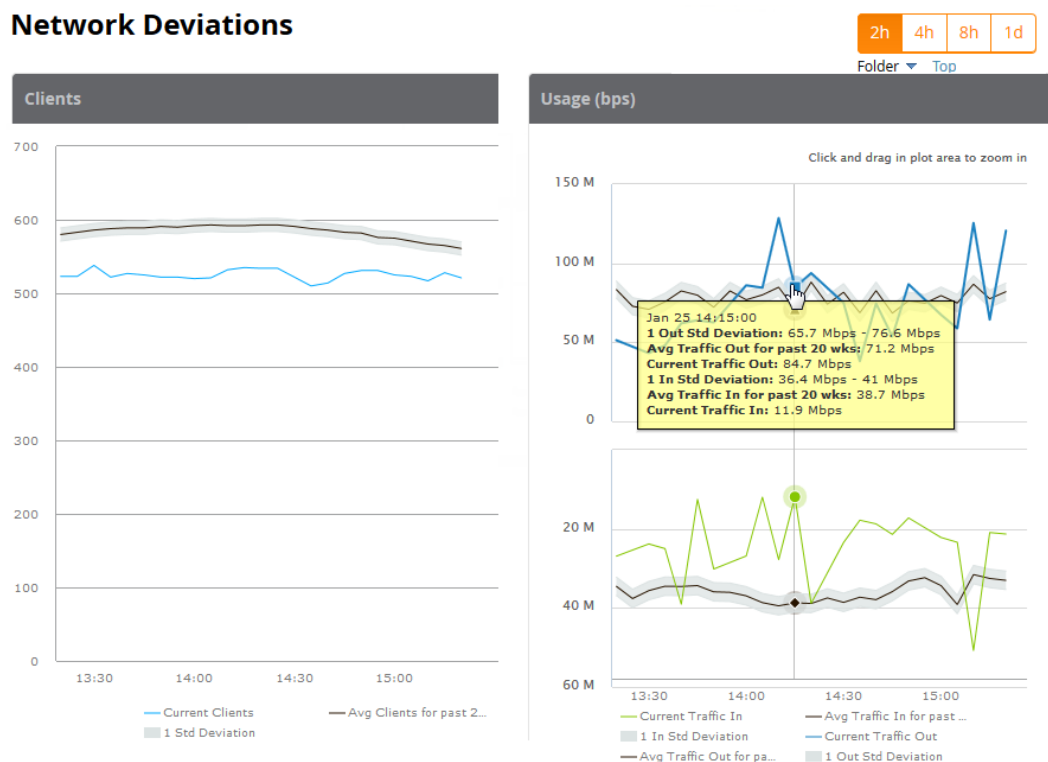 Network Deviations
2h 4h 8h 1d
Folder Top
Clients
700
600
500
400
300
200
100
0
13:30 14:00 14:30 15:00
Current Clients Avg Clients for past 2...
1 Std Deviation
Usage (bps)
Click and drag in plot area to zoom in
150 M
100 M
50 M
0
Jan 25 14:15:00
1 Out Std Deviation: 65.7 Mbps - 76.6 Mbps
Avg Traffic Out for past 20 wks: 71.2 Mbps
Current Traffic Out: 84.7 Mbps
1 In Std Deviation: 36.4 Mbps - 41 Mbps
Avg Traffic In for past 20 wks: 38.7 Mbps
Current Traffic In: 11.9 Mbps
20 M
40 M
60 M
13:30 14:00 14:30 15:00
Current Traffic In Avg Traffic In for past ...
1 In Std Deviation Current Traffic Out
Avg Traffic Out for pa... 1 Out Std Deviation